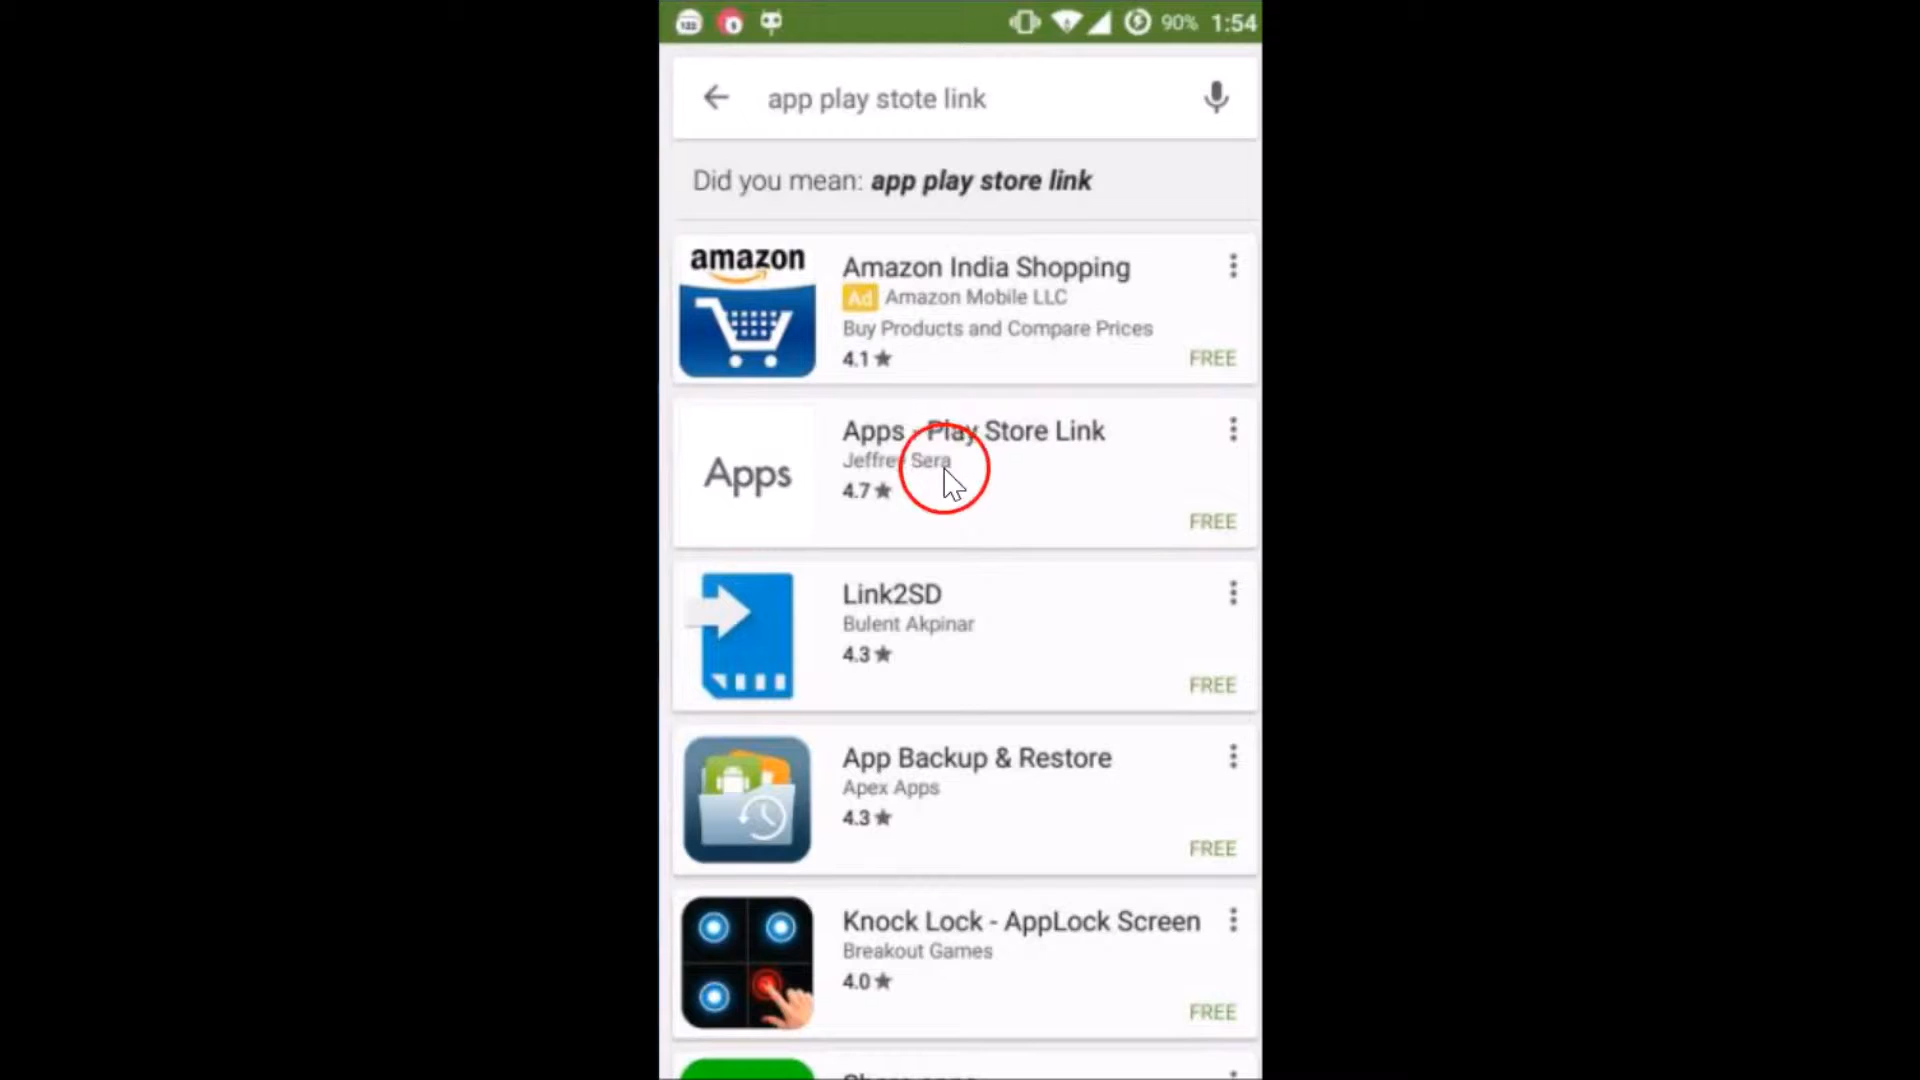 90% 1:54
app play stote link
Did you mean: app play store link
amazon
Amazon India Shopping
Ad Amazon Mobile LLC
Buy Products and Compare Prices
4.1★
FREE
Apps
Apps - Play Store Link
Jeffrey Sera
4.7★
FREE
Link2SD
Bulent Akpinar
4.3★
FREE
App Backup & Restore
Apex Apps
4.3★
FREE
Knock Lock - AppLock Screen
Breakout Games
4.0★
FREE